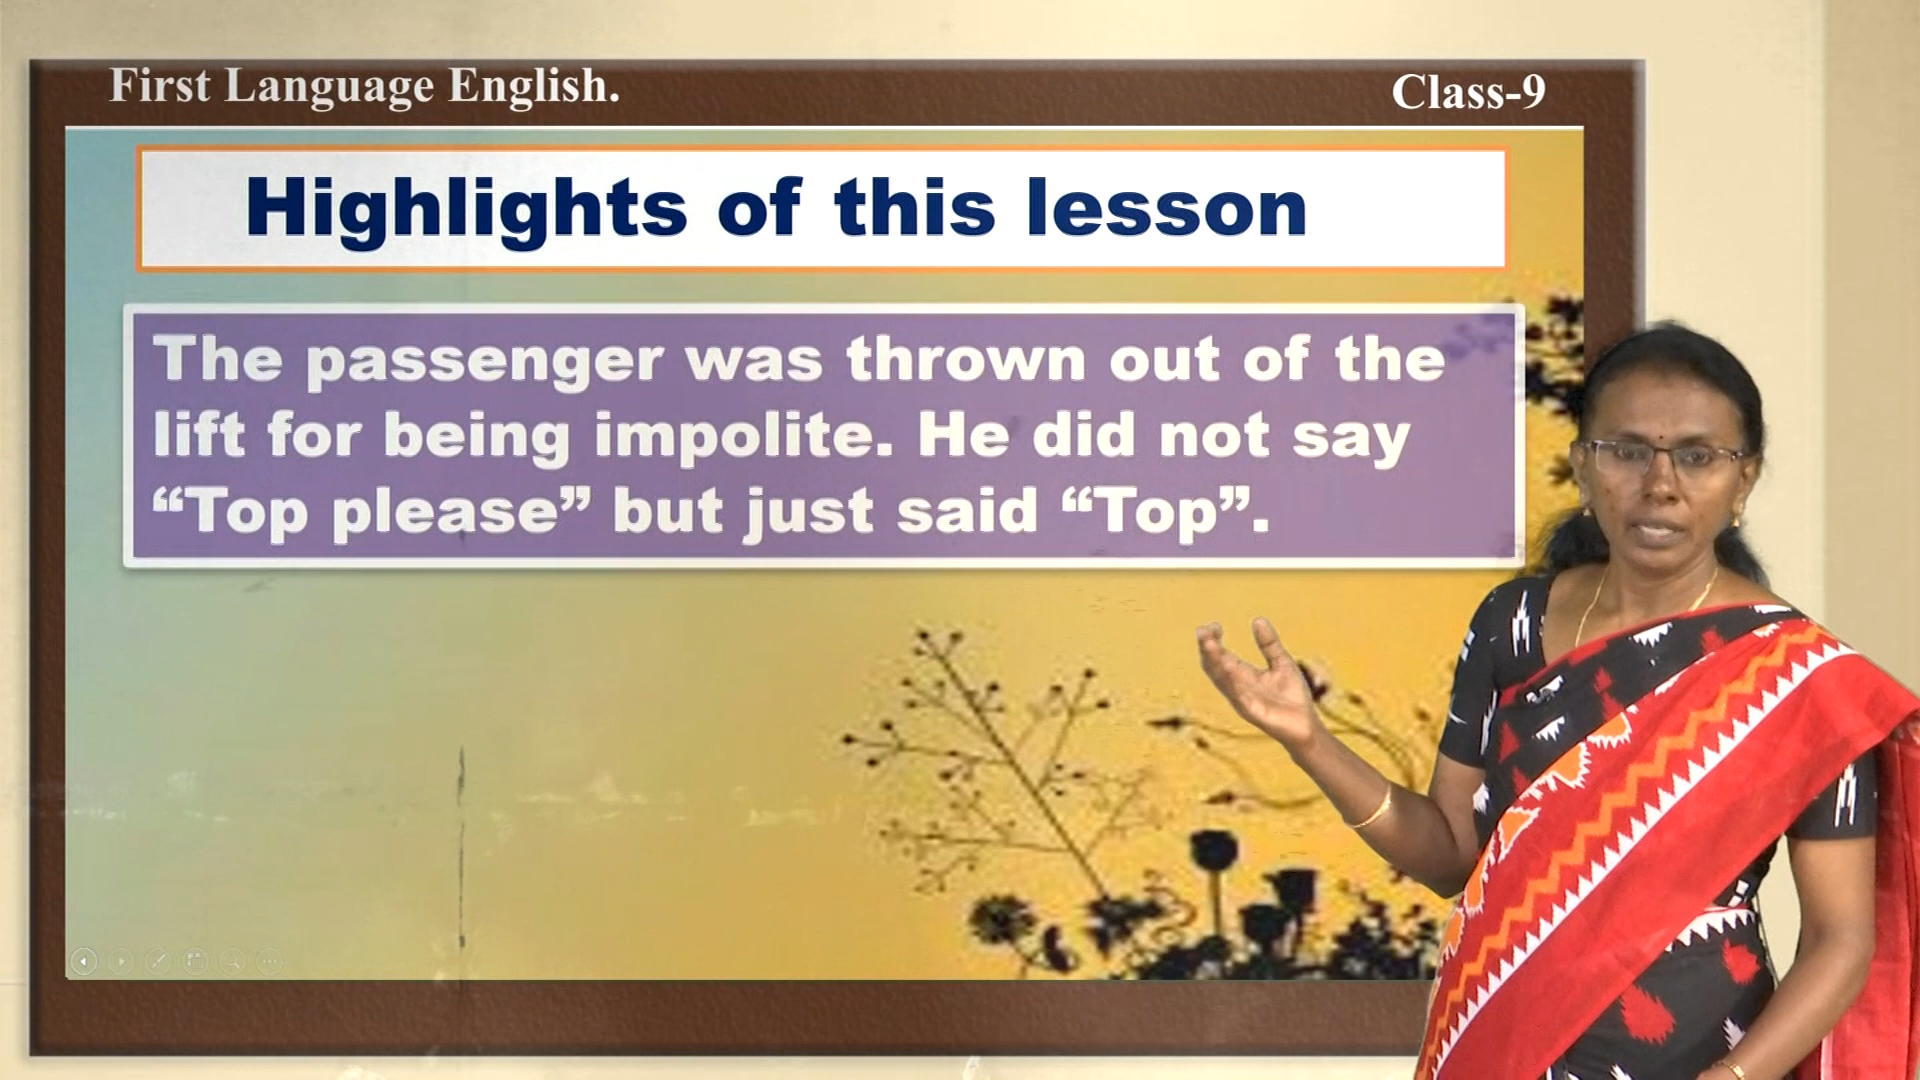 First Language English.
Class-9
Highlights of this lesson
The passenger was thrown out of the
lift for being impolite. He did not say
“Top please” but just said “Top”.